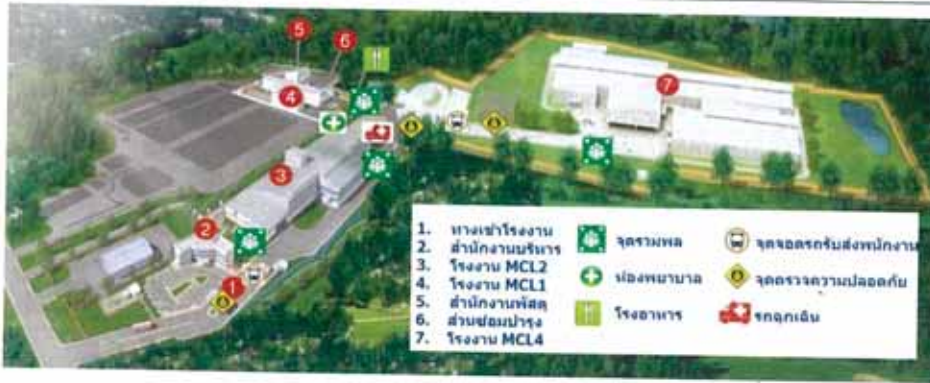 5
6
4
7
3
2
1
1. ทางเข้าโรงงาน
2. สำนักงานบริหาร
3. โรงงาน MCL2
4. โรงงาน MCL1
5. สำนักงานพัสดุ
6. ส่วนซ่อมบำรุง
7. โรงงาน MCL4
จุดรวมพล
ห้องพยาบาล
โรงอาหาร
จุดจอดรถรับส่งพนักงาน
จุดตรวจความปลอดภัย
รถฉุกเฉิน